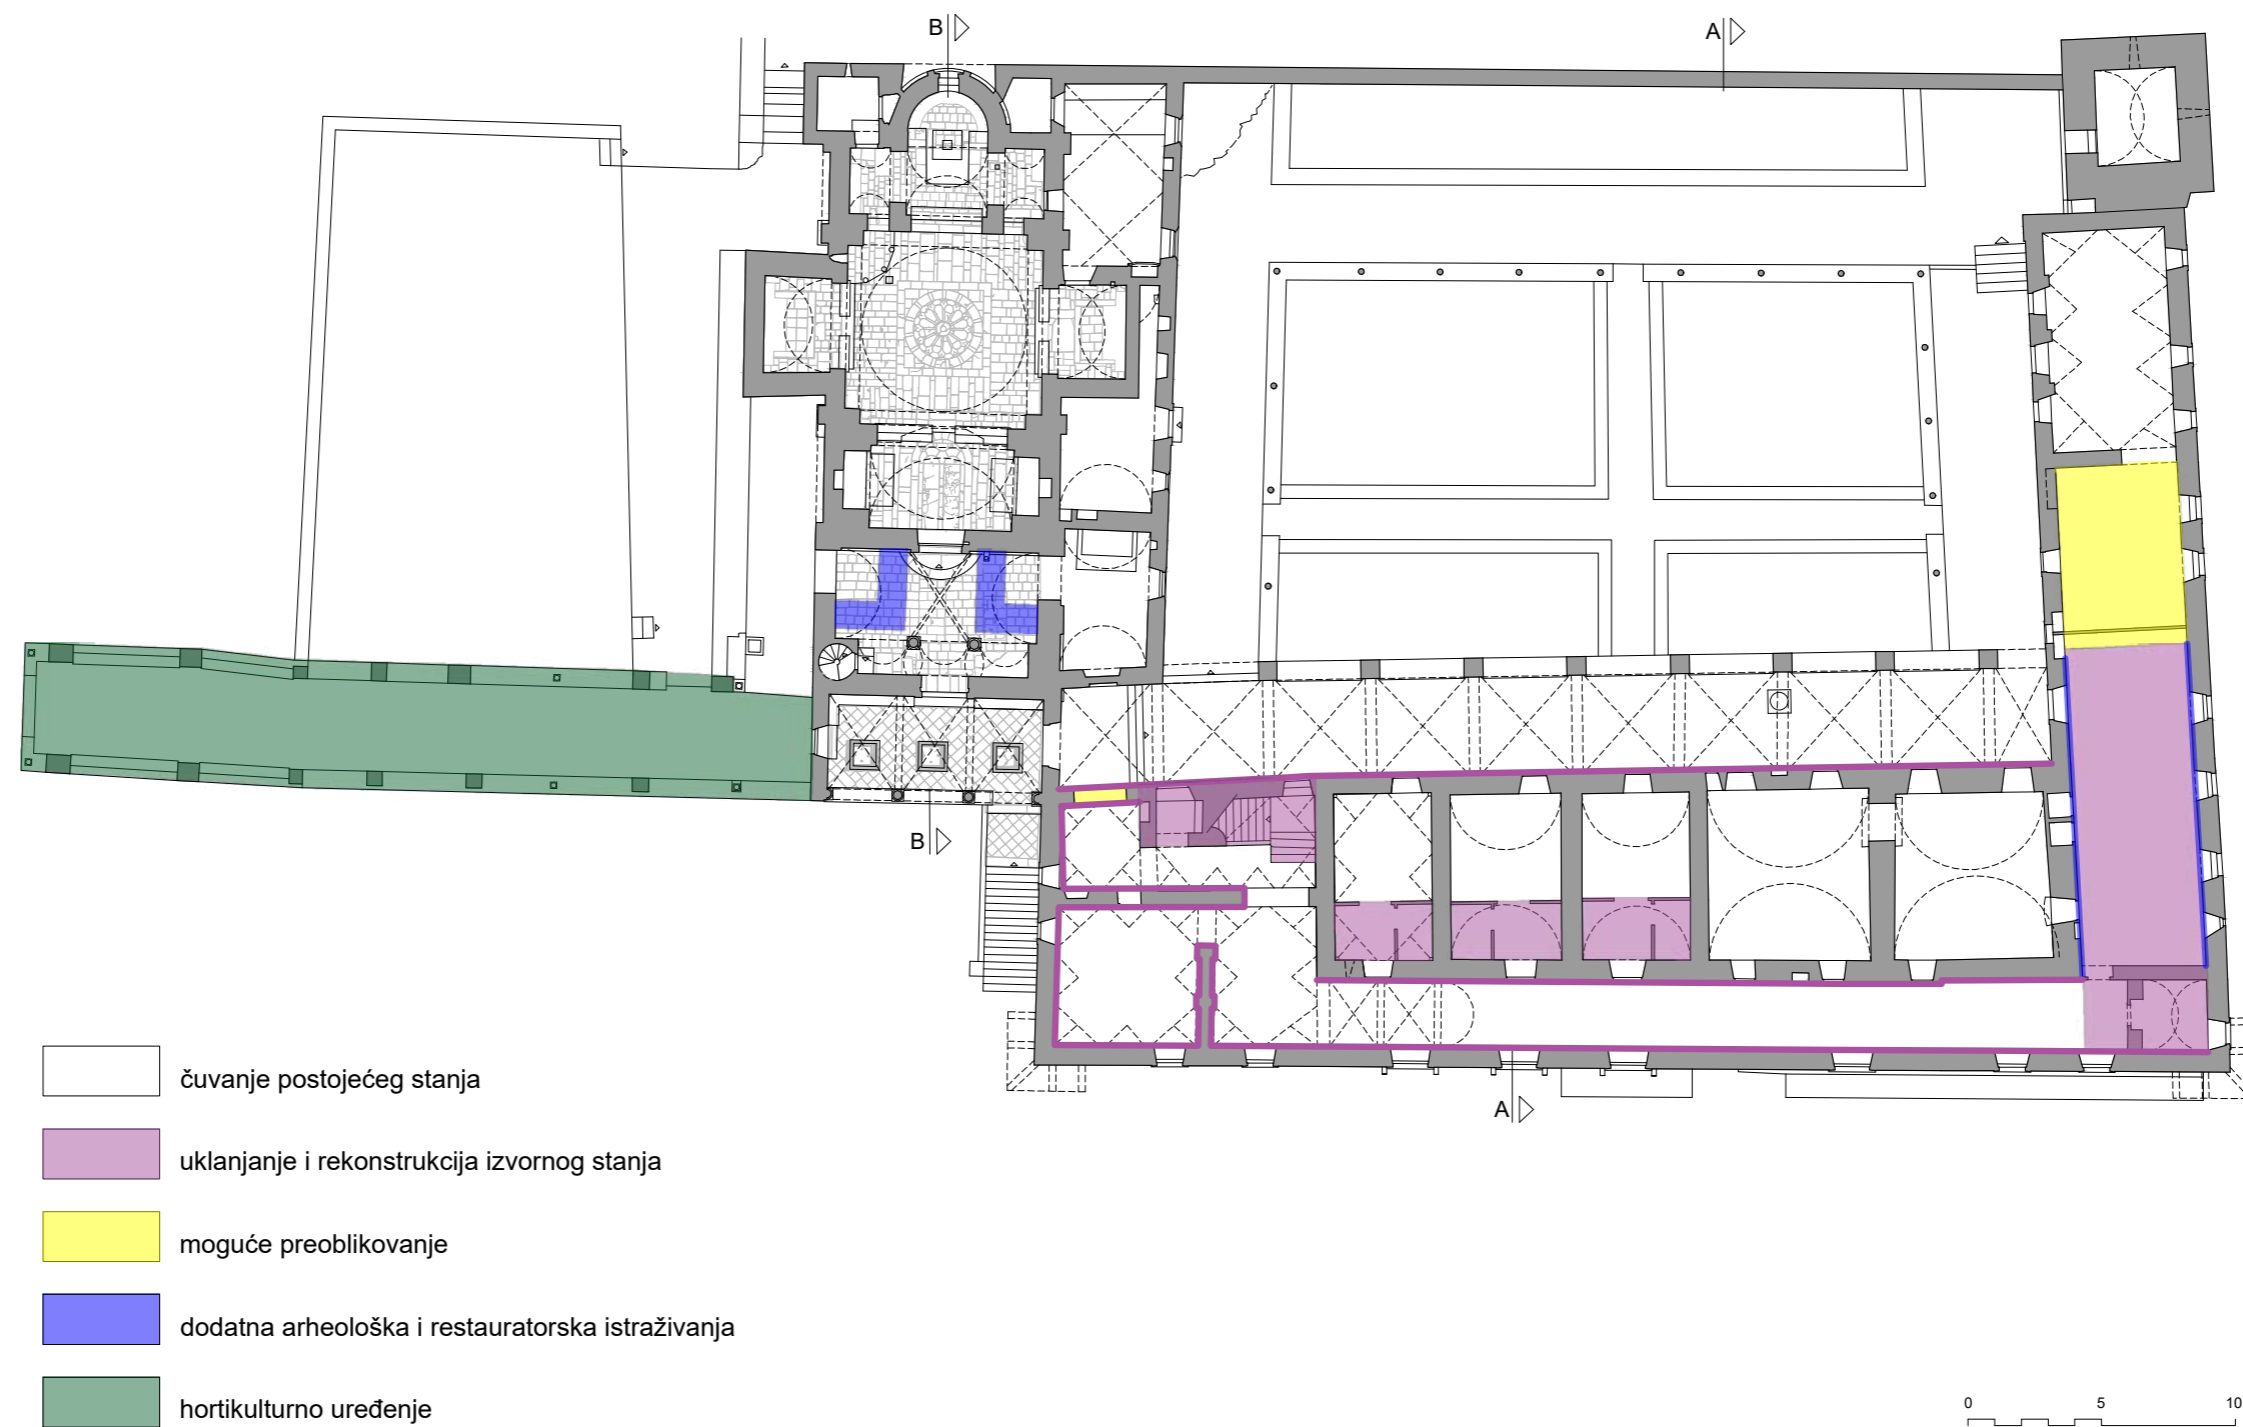 B
A
B
A
čuvanje postojećeg stanja
uklanjanje i rekonstrukcija izvornog stanja
moguće preoblikovanje
dodatna arheološka i restauratorska istraživanja
hortikulturno uređenje
0 5 10